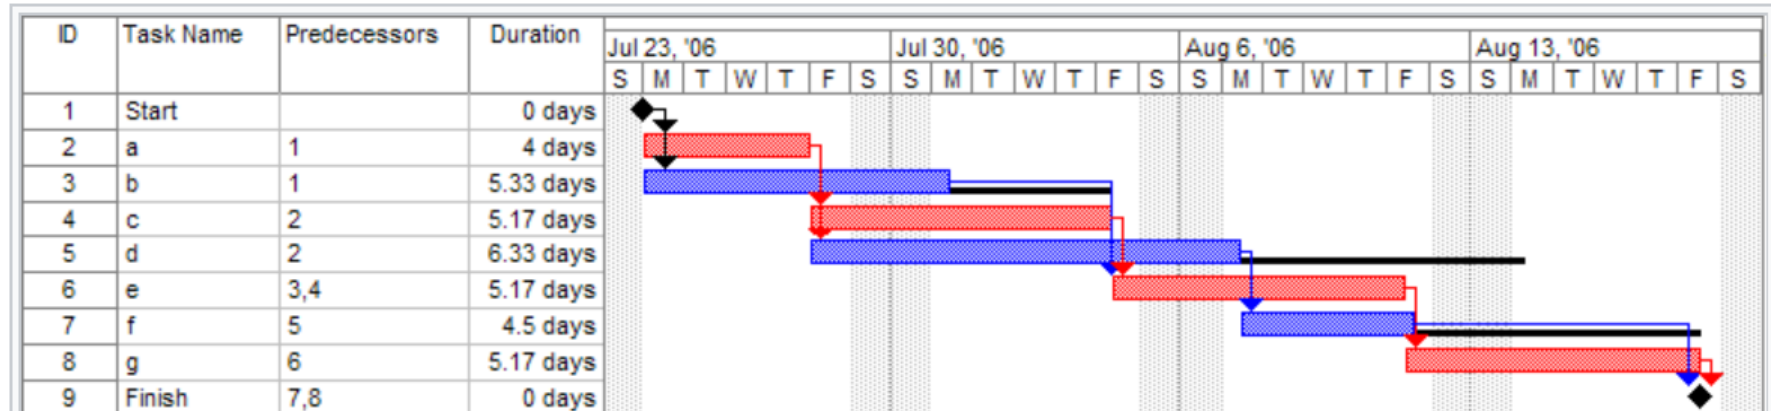 ID Task Name Predecessors Duration
Jul 23, '06 Jul 30, '06 Aug 6, '06 Aug 13, '06
S M T W T F S S M T W T F S S M T W T F S S M T W T F S
1 Start 0 days
2 a 1 4 days
3 b 1 5.33 days
4 c 2 5.17 days
5 d 2 6.33 days
6 e 3,4 5.17 days
7 f 5 4.5 days
8 g 6 5.17 days
9 Finish 7,8 0 days